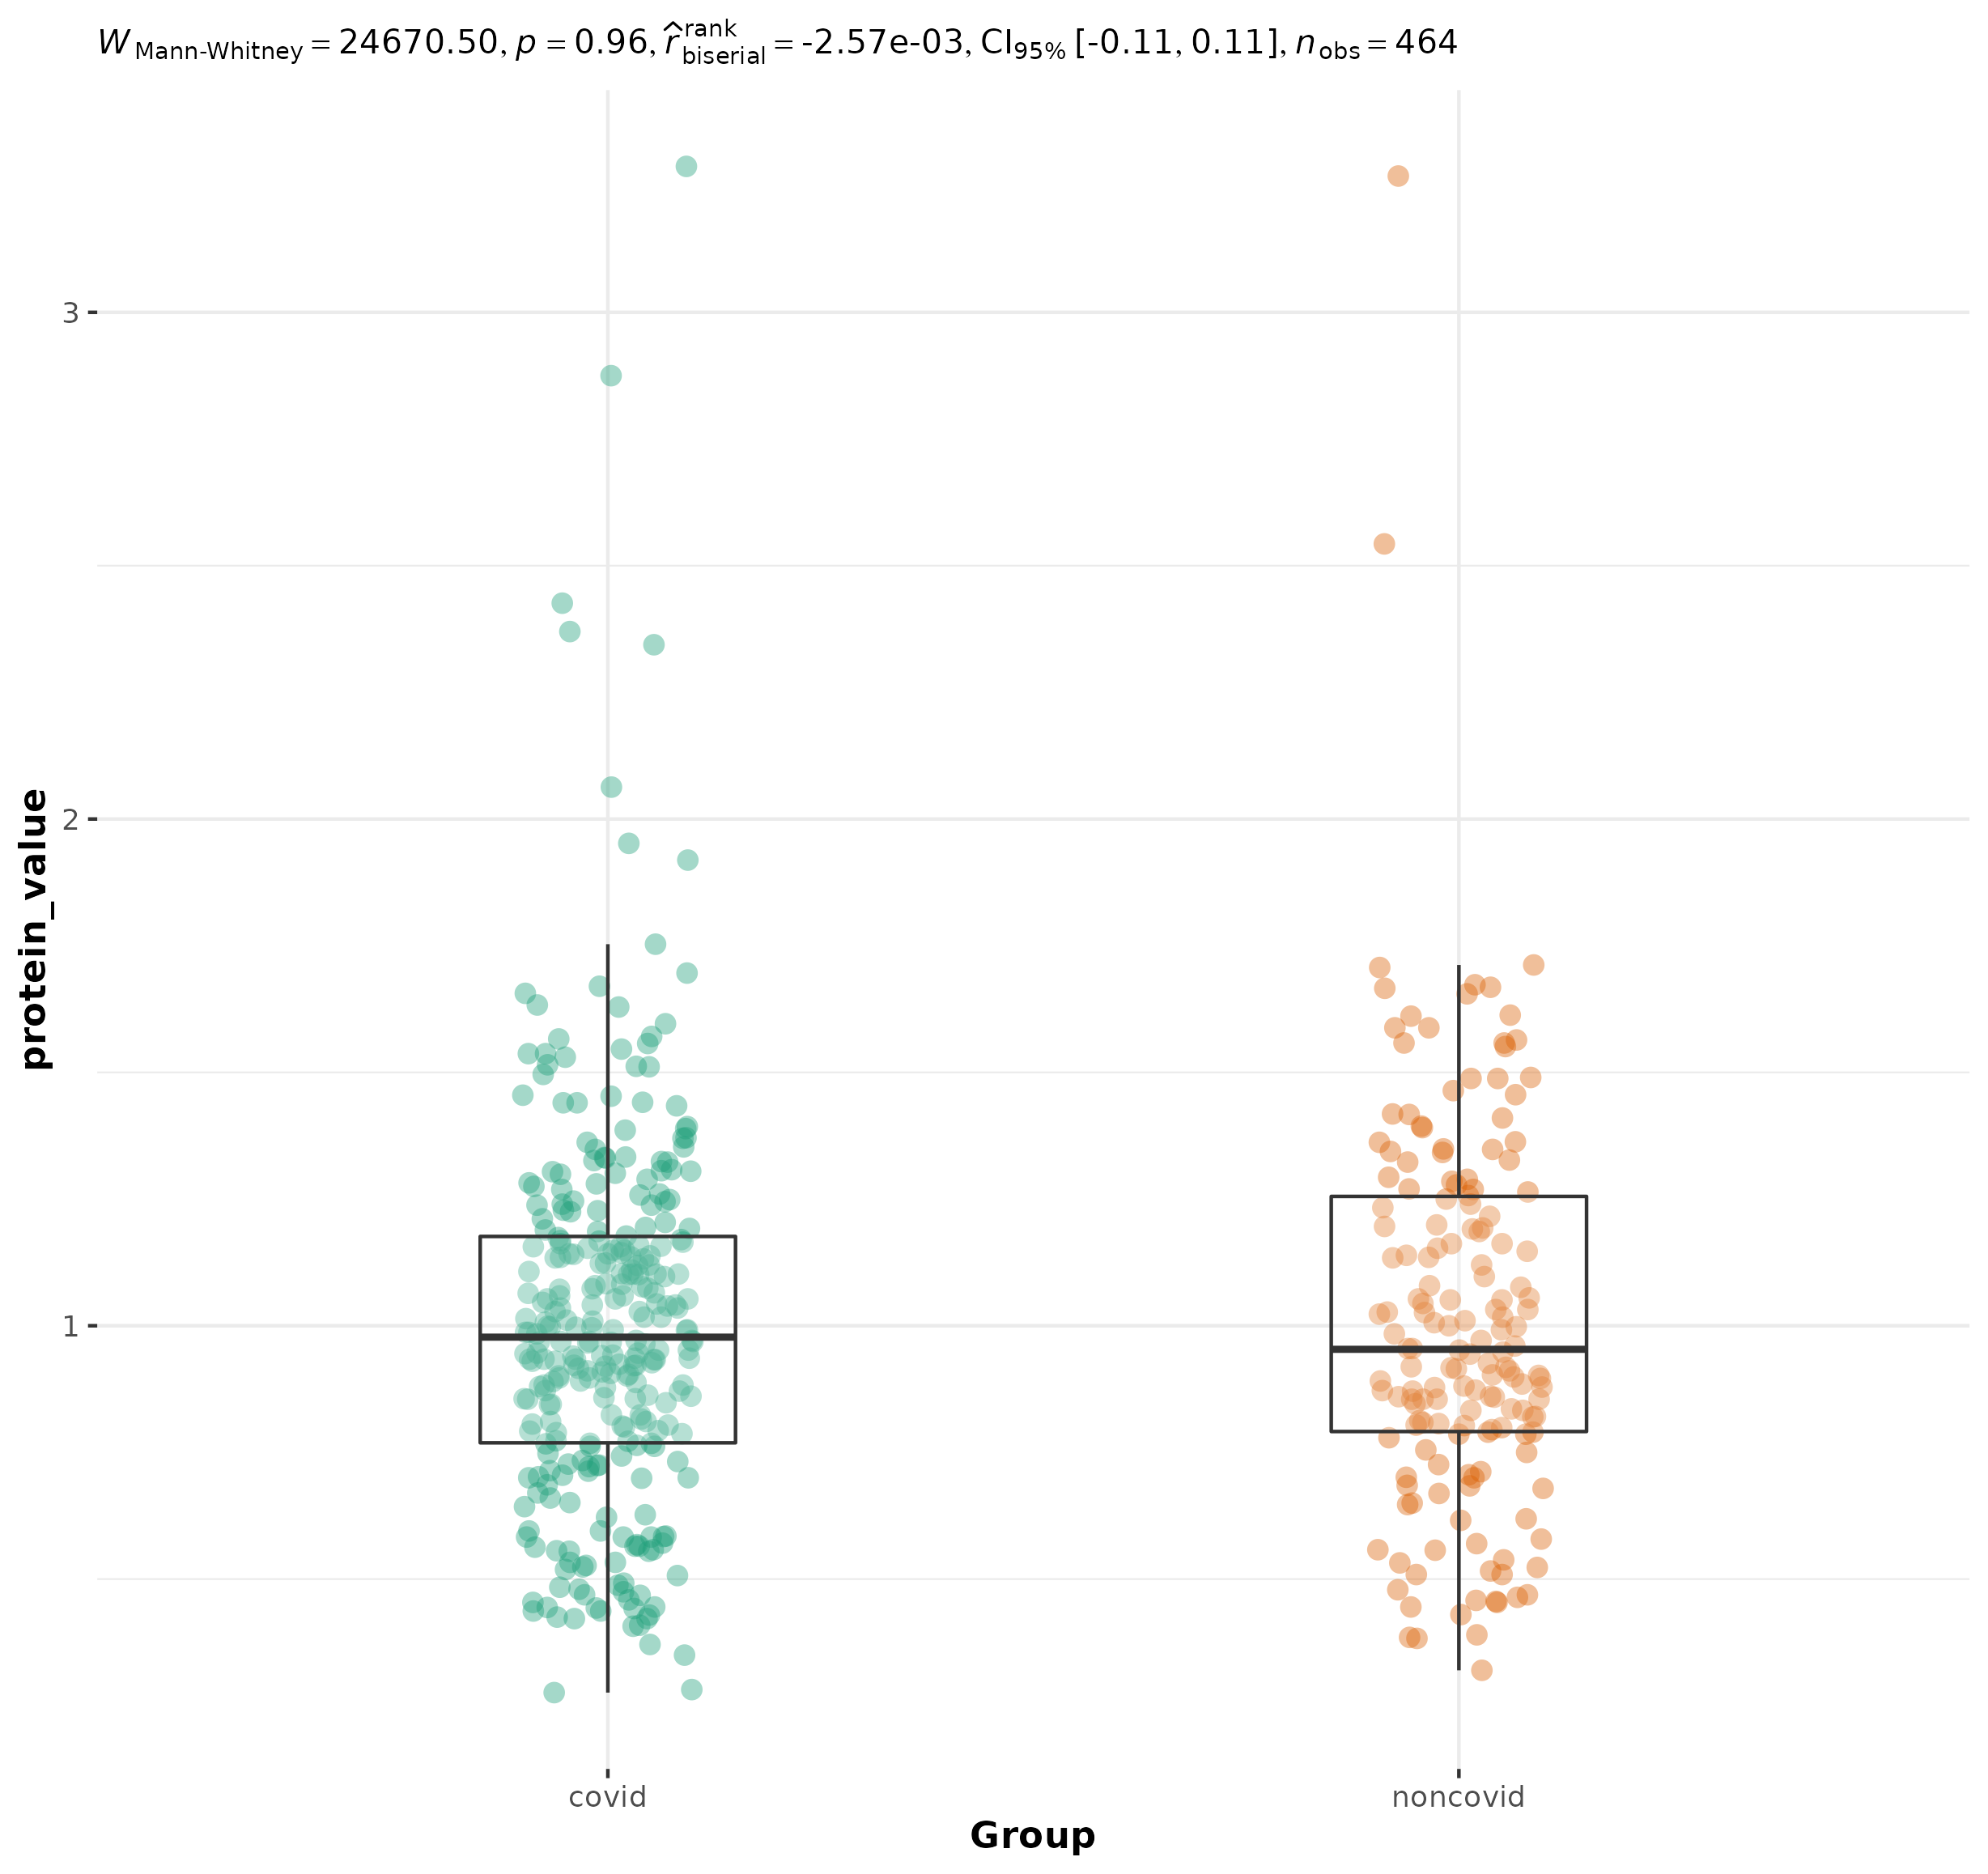 W Mann-Whitney = 24670.50, p = 0.96, r̂ rank biserial = -2.57e-03, CI95% [-0.11, 0.11], nobs = 464
3
2
1
protein_value
covid noncovid
Group